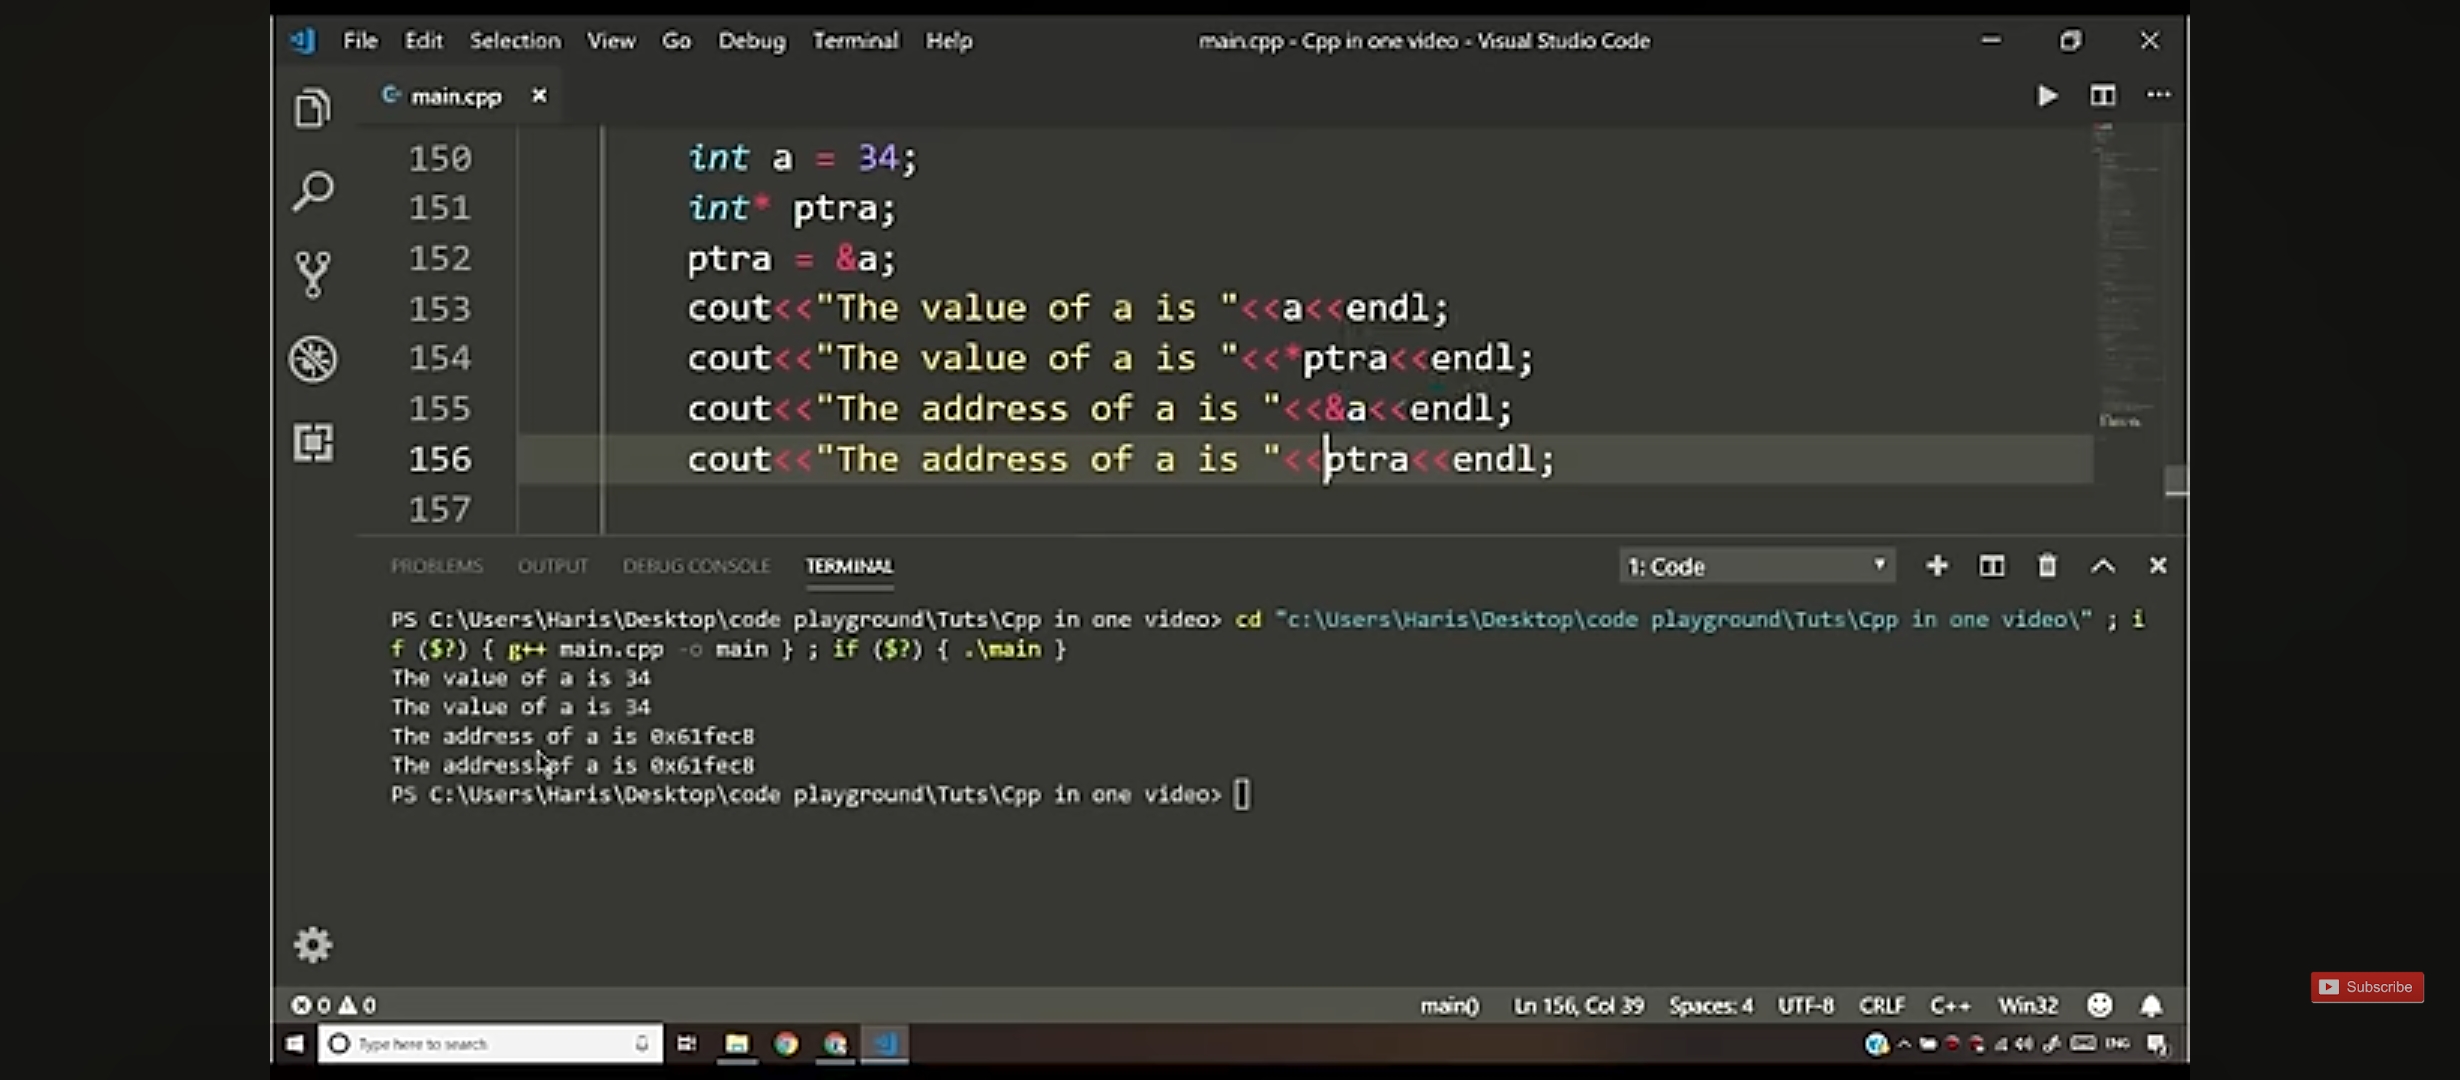 File Edit Selection View Go Debug Terminal Help main.cpp - Cpp in one video - Visual Studio Code
main.cpp
150 int a = 34;
151 int* ptra;
152 ptra = &a;
153 cout<<"The value of a is "<<a<<endl;
154 cout<<"The value of a is "<<*ptra<<endl;
155 cout<<"The address of a is "<<&a<<endl;
156 cout<<"The address of a is "<<ptra<<endl;
157
PROBLEMS OUTPUT DEBUG CONSOLE TERMINAL 1: Code
PS C:\Users\Haris\Desktop\code playground\Tuts\Cpp in one video> cd "c:\Users\Haris\Desktop\code playground\Tuts\Cpp in one video\" ; i
f ($?) { g++ main.cpp -o main } ; if ($?) { .\main }
The value of a is 34
The value of a is 34
The address of a is 0x61fec8
The address of a is 0x61fec8
PS C:\Users\Haris\Desktop\code playground\Tuts\Cpp in one video>
Subscribe
0 0 main() Ln 156, Col 39 Spaces: 4 UTF-8 CRLF C++ Win32
Type here to search ENG